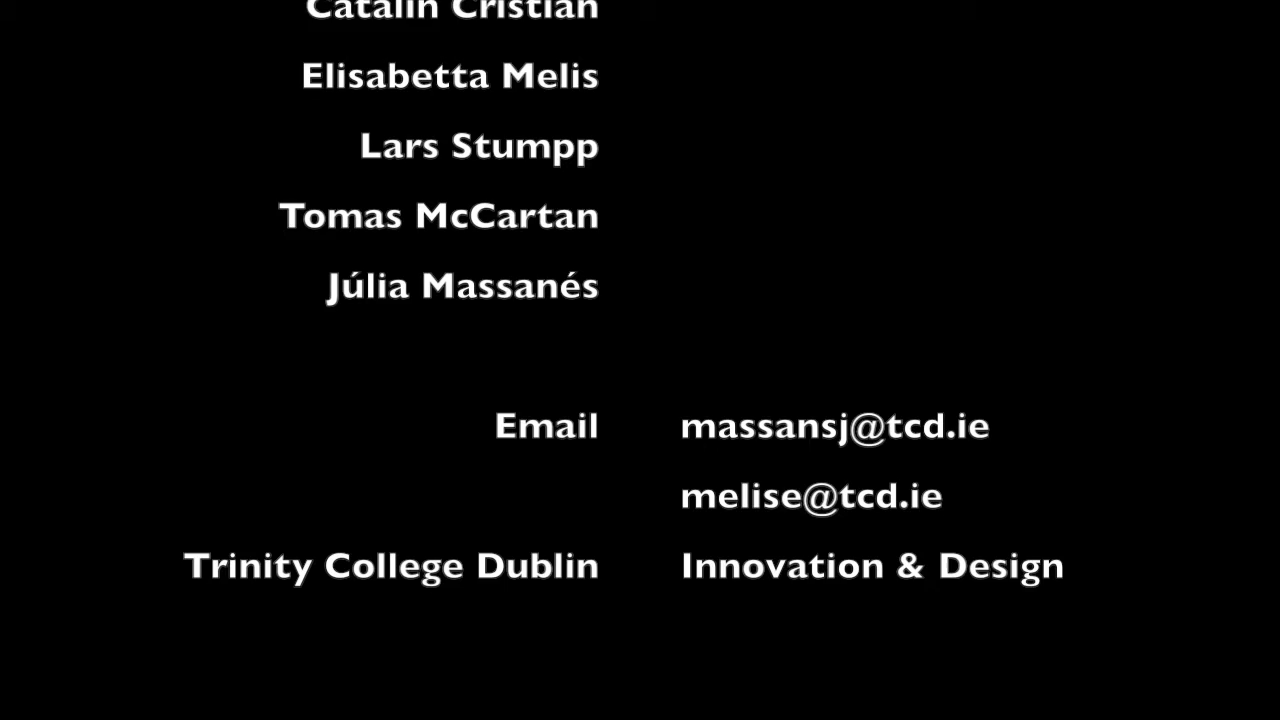 Catalin Cristian
Elisabetta Melis
Lars Stumpp
Tomas McCartan
Júlia Massanés
Email massansj@tcd.ie
melise@tcd.ie
Trinity College Dublin Innovation & Design